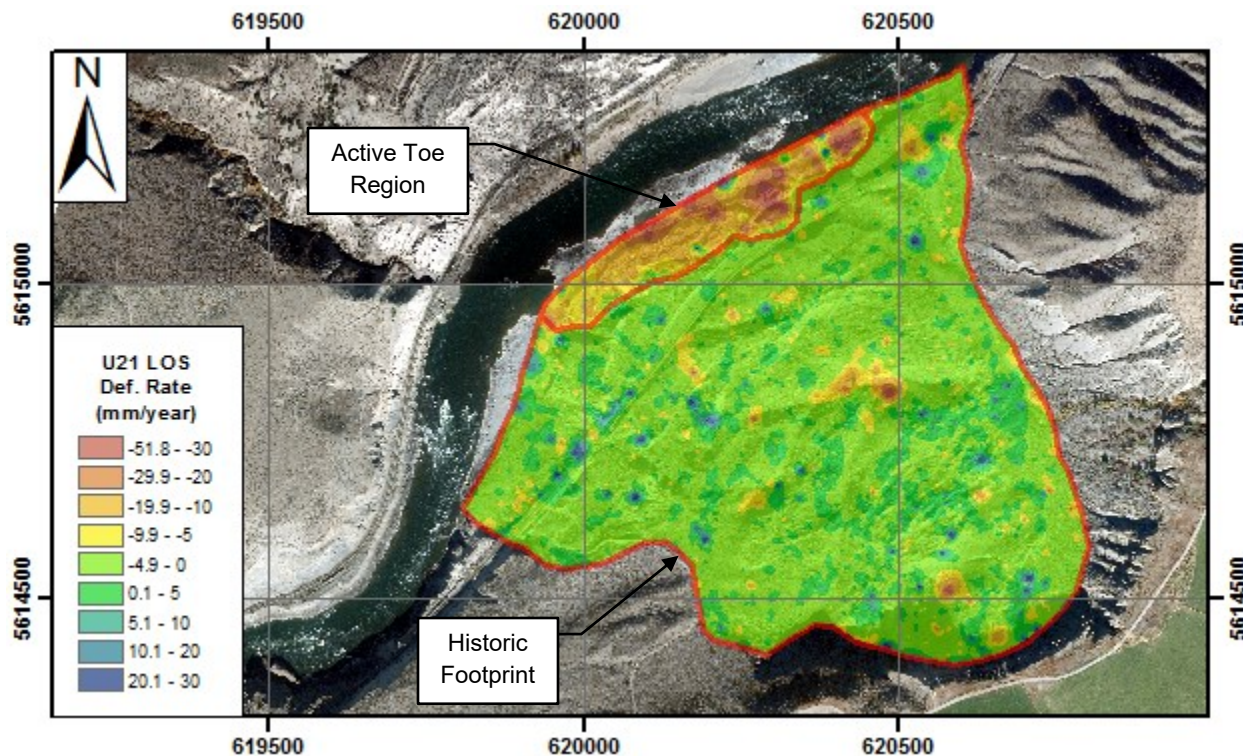 619500
620000
620500
N
Active Toe
Region
5615000
5615000
U21 LOS
Def. Rate
(mm/year)
-51.8 - -30
-29.9 - -20
-19.9 - -10
-9.9 - -5
-4.9 - 0
0.1 - 5
5.1 - 10
10.1 - 20
20.1 - 30
5614500
5614500
Historic
Footprint
619500
620000
620500